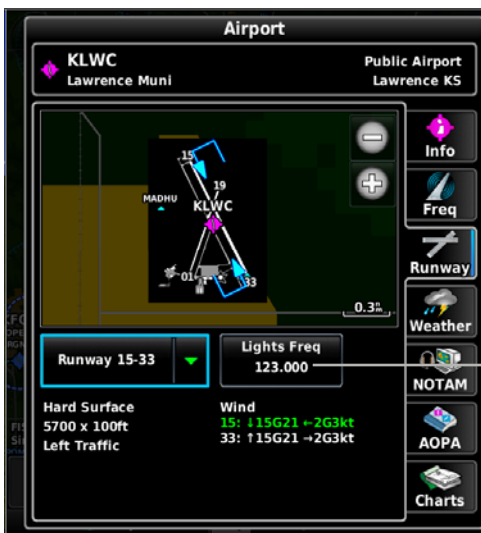 Airport
KLWC
Public Airport
Lawrence Muni
Lawrence KS
Info
Freq
Runway
Weather
NOTAM
AOPA
Charts
15
19
MADHU
KLWC
01
33
0.3
Runway 15-33
Lights Freq
123.000
Hard Surface
5700 x 100ft
Left Traffic
Wind
15: ↓15G21 ←2G3kt
33: ↑15G21 →2G3kt